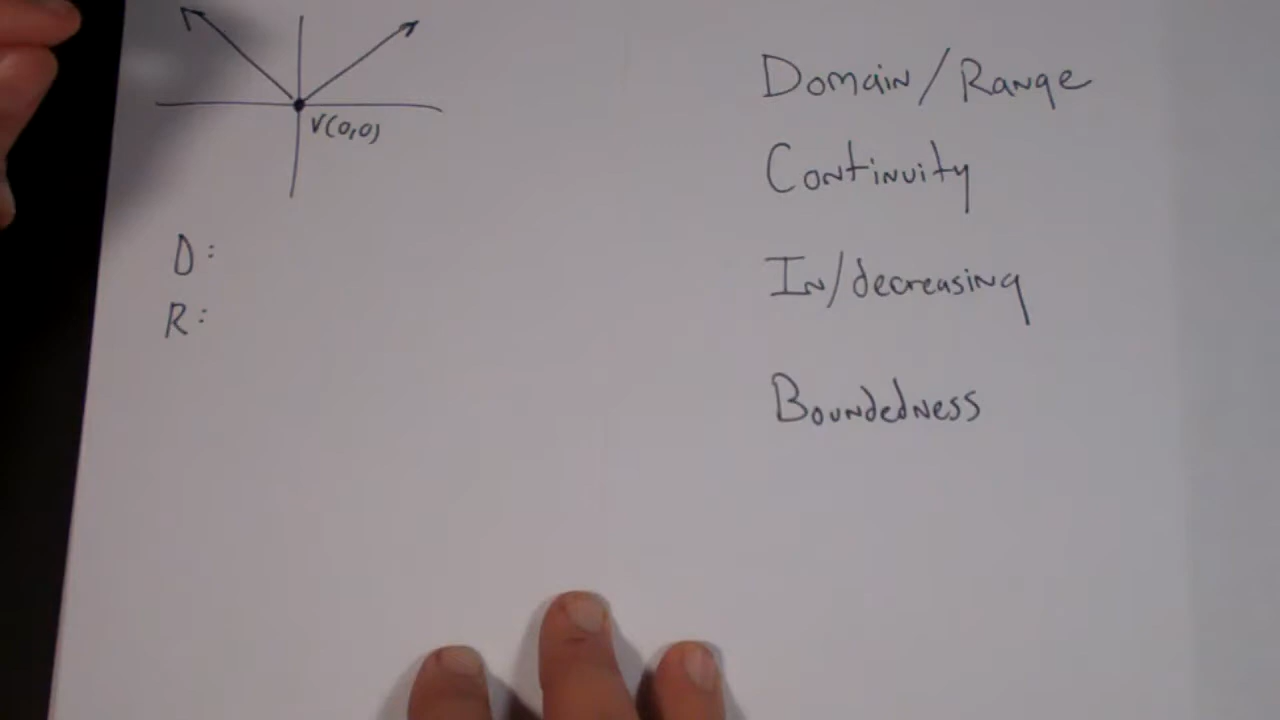 V(0,0)
D:
R:
Domain/Range
Continuity
In/decreasing
Boundedness